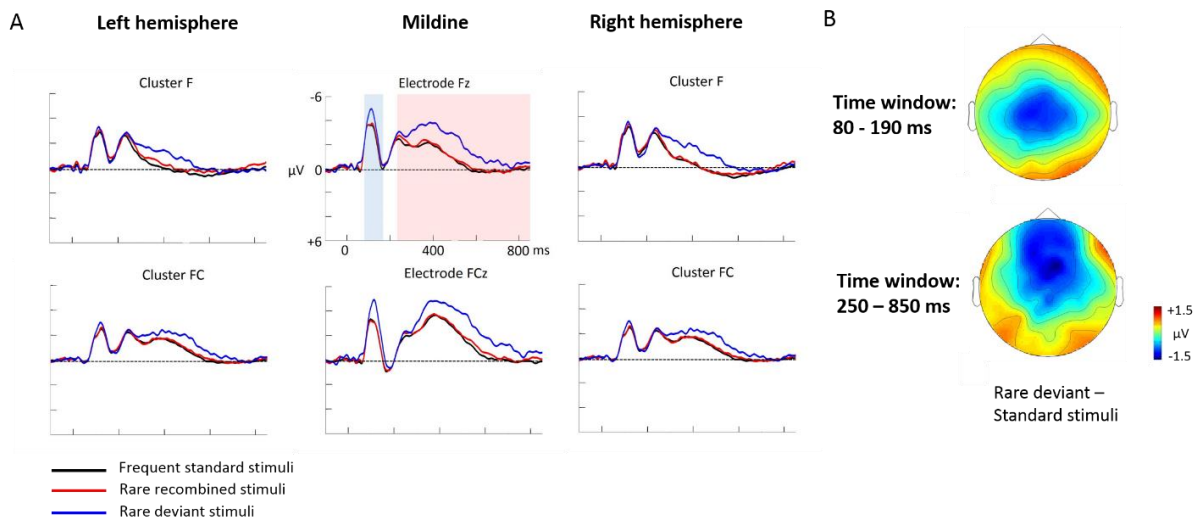 A
Left hemisphere
Mildine
Right hemisphere
B
Cluster F
Electrode Fz
Cluster F
-6
μV
0
+6
0
400
800 ms
Cluster FC
Electrode FCz
Cluster FC
Frequent standard stimuli
Rare recombined stimuli
Rare deviant stimuli
Time window:
80 - 190 ms
Time window:
250 – 850 ms
+1.5
μV
-1.5
Rare deviant –
Standard stimuli